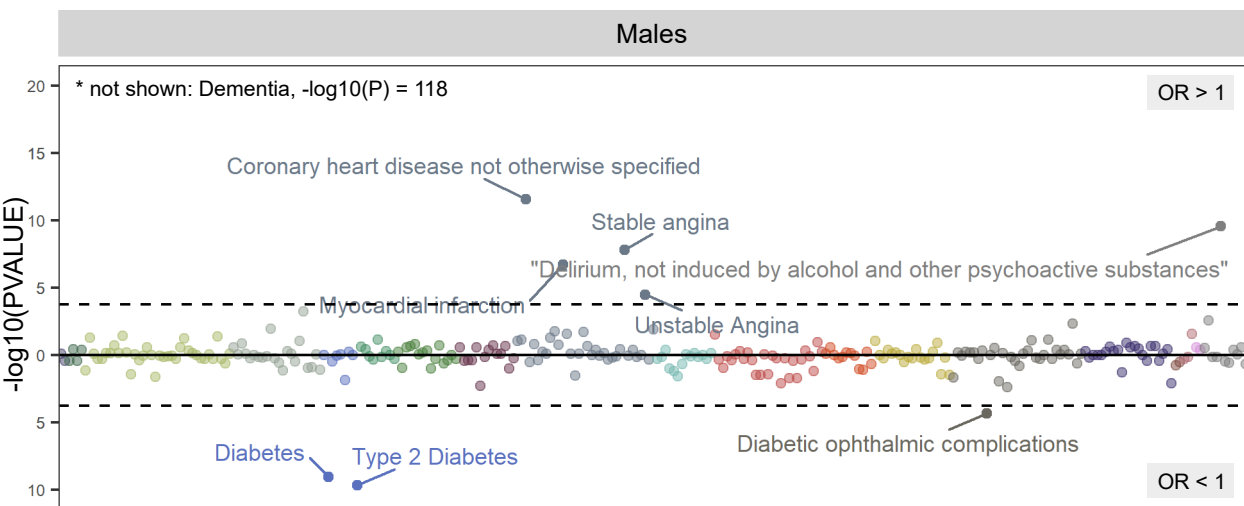 Males
20
* not shown: Dementia, -log10(P) = 118
OR > 1
15
Coronary heart disease not otherwise specified
Stable angina
10
"Delirium, not induced by alcohol and other psychoactive substances"
5
Myocardial infarction
Unstable Angina
-log10(PVALUE)
0
5
Diabetic ophthalmic complications
Diabetes
Type 2 Diabetes
OR < 1
10